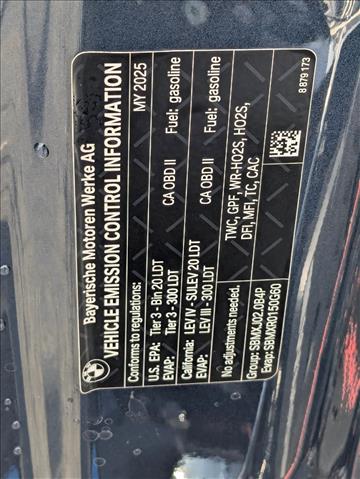 Bayerische Motoren Werke AG
VEHICLE EMISSION CONTROL INFORMATION
Conforms to regulations: MY 2025
U.S. EPA: Tier 3 - Bin 20 LDT CA OBD II Fuel: gasoline
EVAP: Tier 3 - 300 LDT
California: LEV IV - SULEV 20 LDT CA OBD II Fuel: gasoline
EVAP: LEV III - 300 LDT
No adjustments needed. TWC, GPF, WR-HO2S, HO2S,
Group: SBMXJ02.0B4P DFI, MFI, TC, CAC
Evap: SBMXR0150G60
8 879 173